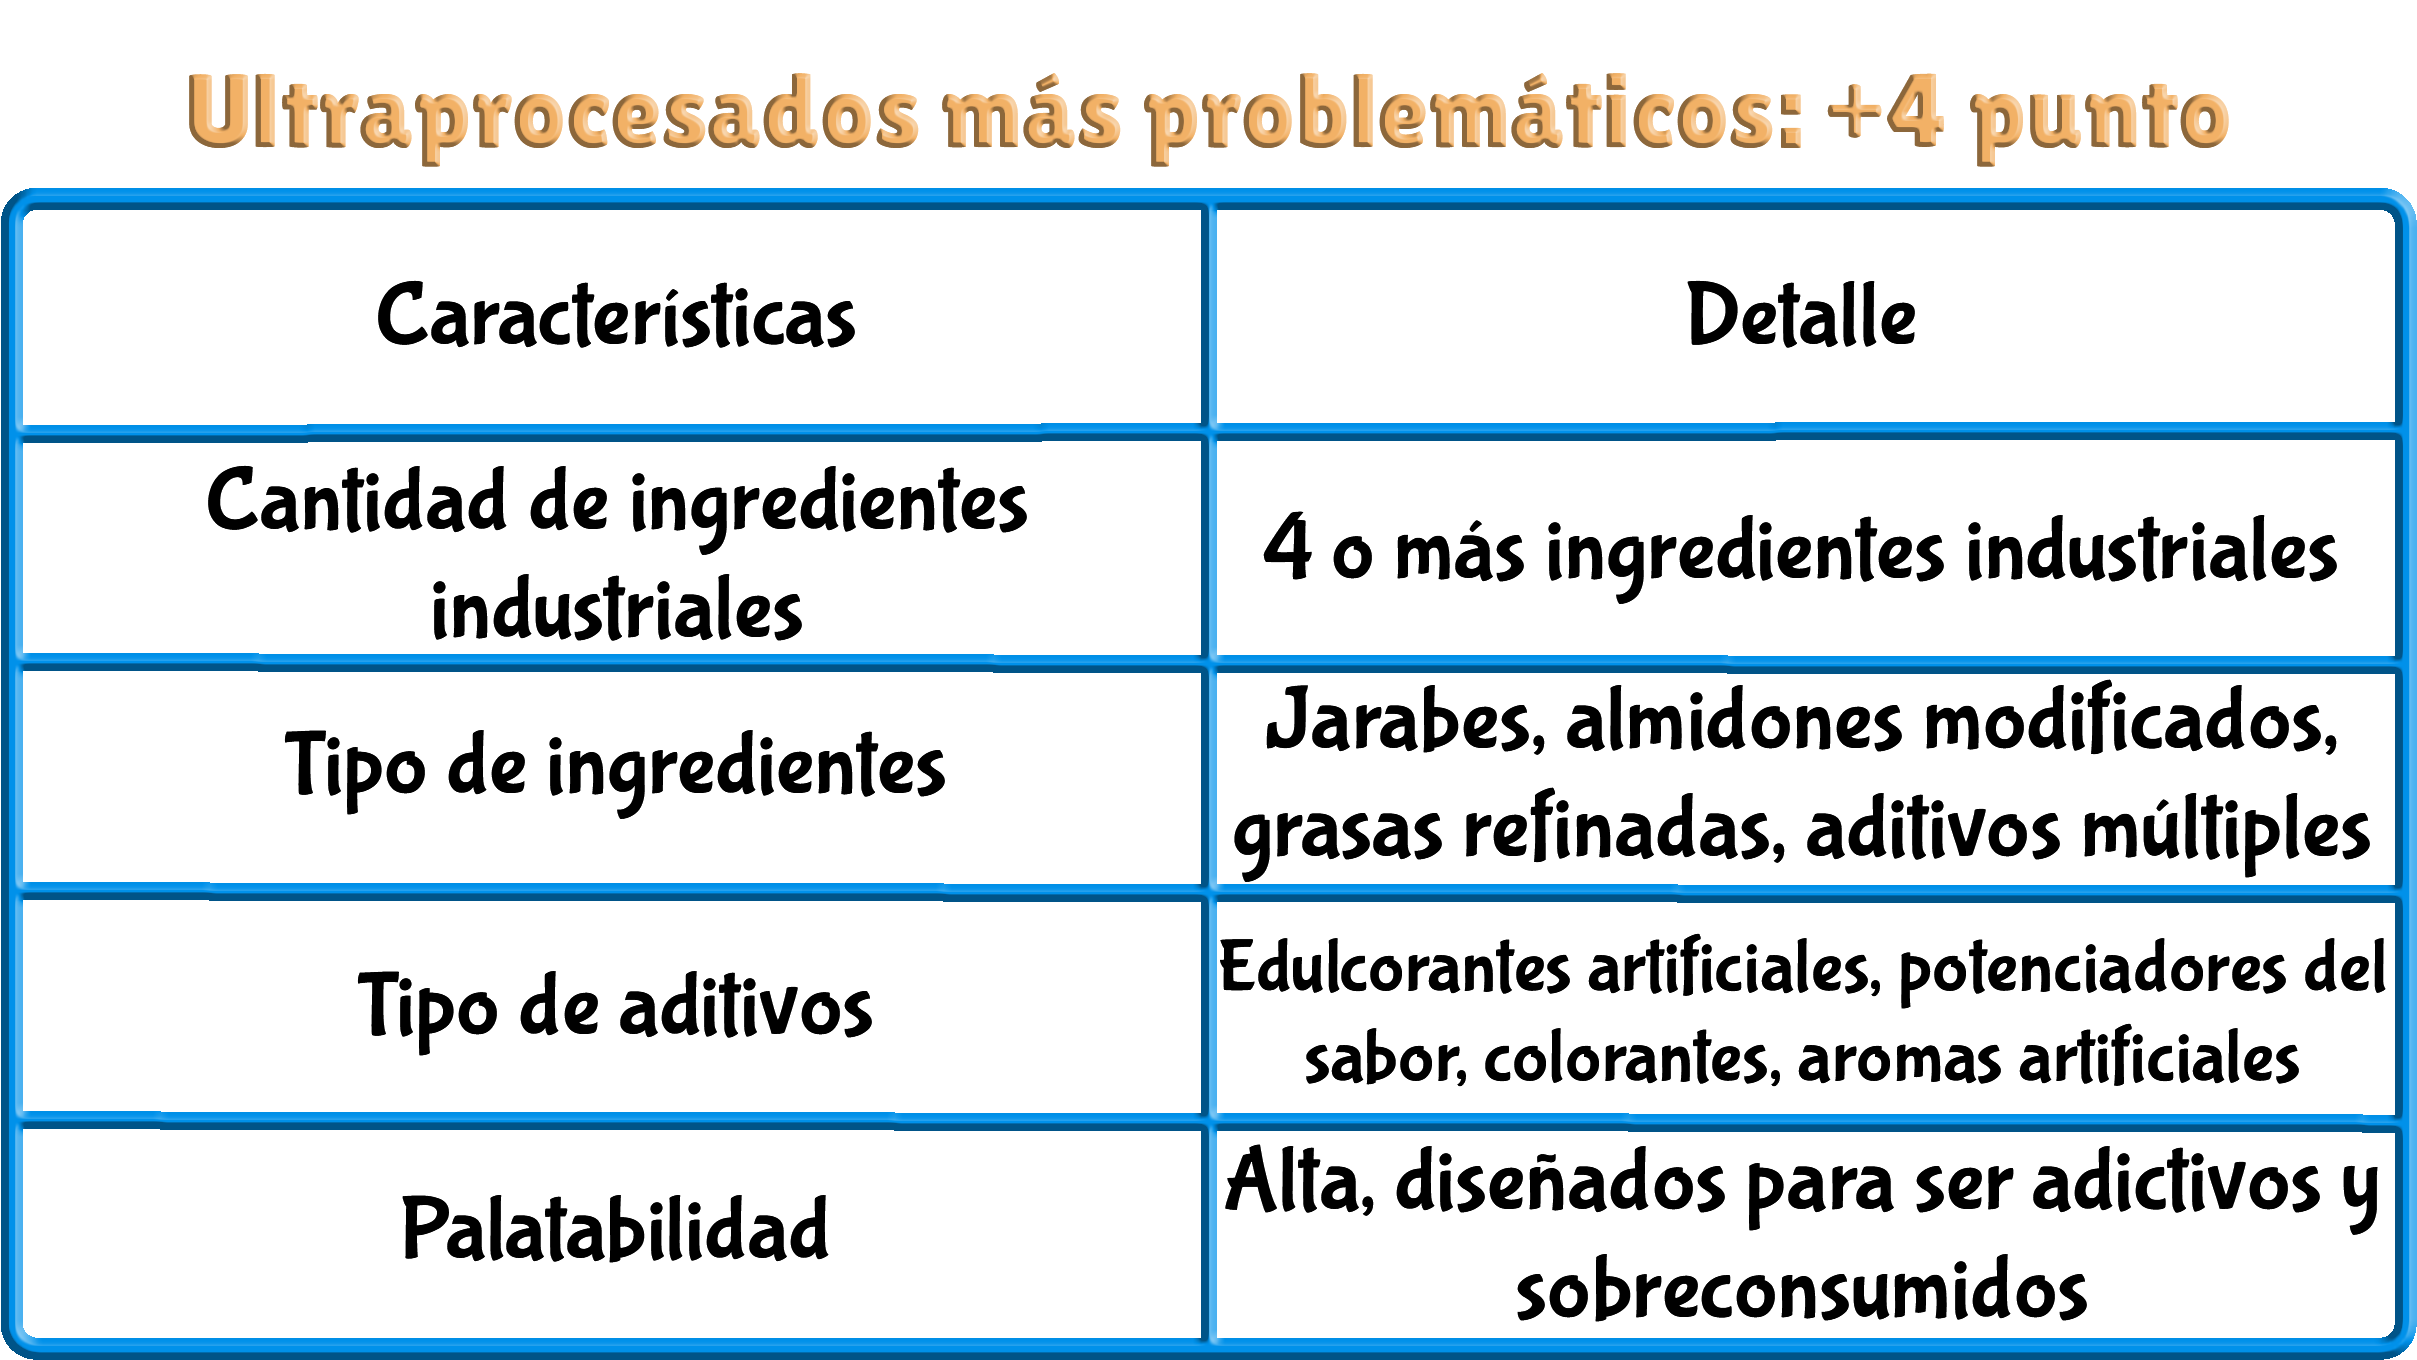 Ultraprocesados más problemáticos: +4 punto
Características
Detalle
Cantidad de ingredientes
industriales
4 o más ingredientes industriales
Tipo de ingredientes
Jarabes, almidones modificados,
grasas refinadas, aditivos múltiples
Tipo de aditivos
Edulcorantes artificiales, potenciadores del
sabor, colorantes, aromas artificiales
Palatabilidad
Alta, diseñados para ser adictivos y
sobreconsumidos